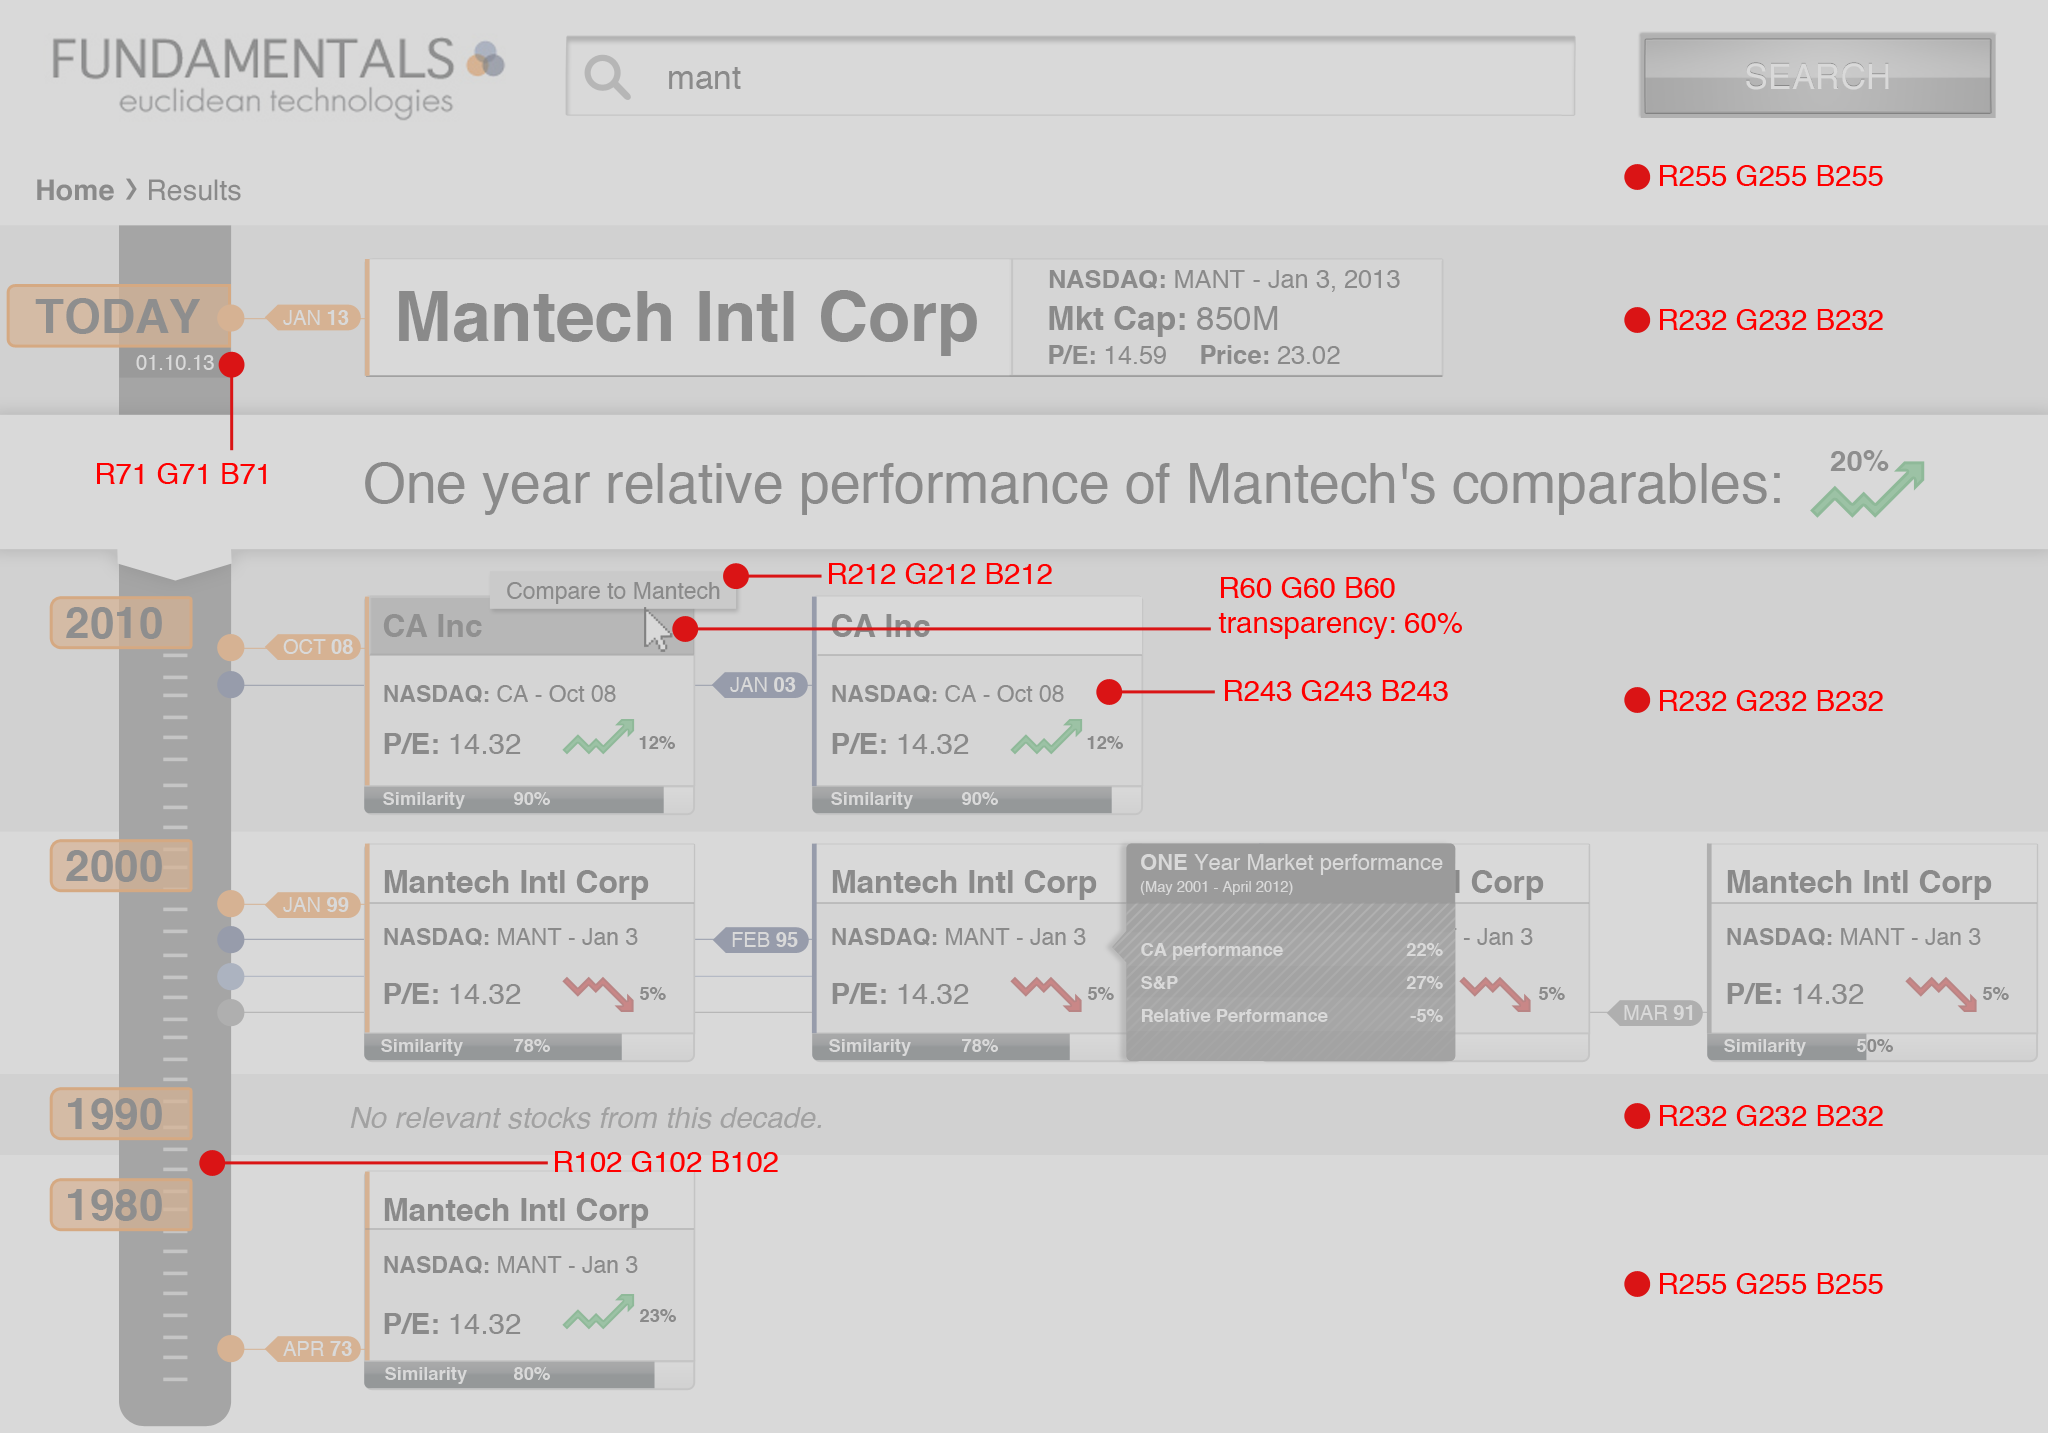 FUNDAMENTALS
euclidean technologies
mant
SEARCH
Home ❯ Results
R255 G255 B255
TODAY
01.10.13
JAN 13
Mantech Intl Corp
NASDAQ: MANT - Jan 3, 2013
Mkt Cap: 850M
P/E: 14.59 Price: 23.02
R232 G232 B232
R71 G71 B71
One year relative performance of Mantech's comparables:
20%
2010
OCT 08
Compare to Mantech
R212 G212 B212
R60 G60 B60
transparency: 60%
CA Inc
NASDAQ: CA - Oct 08
P/E: 14.32
12%
Similarity 90%
JAN 03
CA Inc
NASDAQ: CA - Oct 08
P/E: 14.32
12%
Similarity 90%
R243 G243 B243
R232 G232 B232
2000
JAN 99
Mantech Intl Corp
NASDAQ: MANT - Jan 3
P/E: 14.32
5%
Similarity 78%
FEB 95
Mantech Intl Corp
NASDAQ: MANT - Jan 3
P/E: 14.32
5%
Similarity 78%
ONE Year Market performance
(May 2001 - April 2012)
CA performance 22%
S&P 27%
Relative Performance -5%
l Corp
- Jan 3
5%
MAR 91
Mantech Intl Corp
NASDAQ: MANT - Jan 3
P/E: 14.32
5%
Similarity 50%
1990
No relevant stocks from this decade.
R232 G232 B232
R102 G102 B102
1980
APR 73
Mantech Intl Corp
NASDAQ: MANT - Jan 3
P/E: 14.32
23%
Similarity 80%
R255 G255 B255